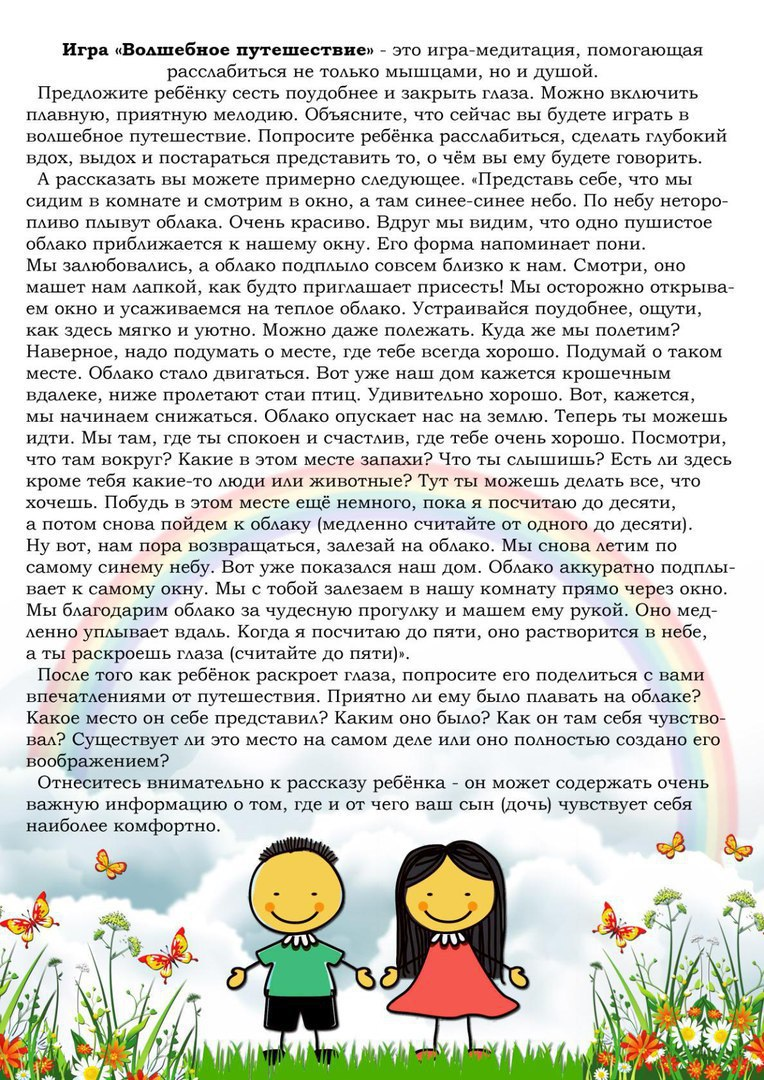 Игра «Волшебное путешествие» - это игра-медитация, помогающая
расслабиться не только мышцами, но и душой.
Предложите ребёнку сесть поудобнее и закрыть глаза. Можно включить
плавную, приятную мелодию. Объясните, что сейчас вы будете играть в
волшебное путешествие. Попросите ребёнка расслабиться, сделать глубокий
вдох, выдох и постараться представить то, о чём вы ему будете говорить.
А рассказать вы можете примерно следующее. «Представь себе, что мы
сидим в комнате и смотрим в окно, а там синее-синее небо. По небу неторо-
пливо плывут облака. Очень красиво. Вдруг мы видим, что одно пушистое
облако приближается к нашему окну. Его форма напоминает пони.
Мы залюбовались, а облако подплыло совсем близко к нам. Смотри, оно
машет нам лапкой, как будто приглашает присесть! Мы осторожно открыва-
ем окно и усаживаемся на теплое облако. Устраивайся поудобнее, ощути,
как здесь мягко и уютно. Можно даже полежать. Куда же мы полетим?
Наверное, надо подумать о месте, где тебе всегда хорошо. Подумай о таком
месте. Облако стало двигаться. Вот уже наш дом кажется крошечным
вдалеке, ниже пролетают стаи птиц. Удивительно хорошо. Вот, кажется,
мы начинаем снижаться. Облако опускает нас на землю. Теперь ты можешь
идти. Мы там, где ты спокоен и счастлив, где тебе очень хорошо. Посмотри,
что там вокруг? Какие в этом месте запахи? Что ты слышишь? Есть ли здесь
кроме тебя какие-то люди или животные? Тут ты можешь делать все, что
хочешь. Побудь в этом месте ещё немного, пока я посчитаю до десяти,
а потом снова пойдем к облаку (медленно считайте от одного до десяти).
Ну вот, нам пора возвращаться, залезай на облако. Мы снова летим по
самому синему небу. Вот уже показался наш дом. Облако аккуратно подплы-
вает к самому окну. Мы с тобой залезаем в нашу комнату прямо через окно.
Мы благодарим облако за чудесную прогулку и машем ему рукой. Оно мед-
ленно уплывает вдаль. Когда я посчитаю до пяти, оно растворится в небе,
а ты раскроешь глаза (считайте до пяти)».
После того как ребёнок раскроет глаза, попросите его поделиться с вами
впечатлениями от путешествия. Приятно ли ему было плавать на облаке?
Какое место он себе представил? Каким оно было? Как он там себя чувство-
вал? Существует ли это место на самом деле или оно полностью создано его
воображением?
Отнеситесь внимательно к рассказу ребёнка - он может содержать очень
важную информацию о том, где и от чего ваш сын (дочь) чувствует себя
наиболее комфортно.